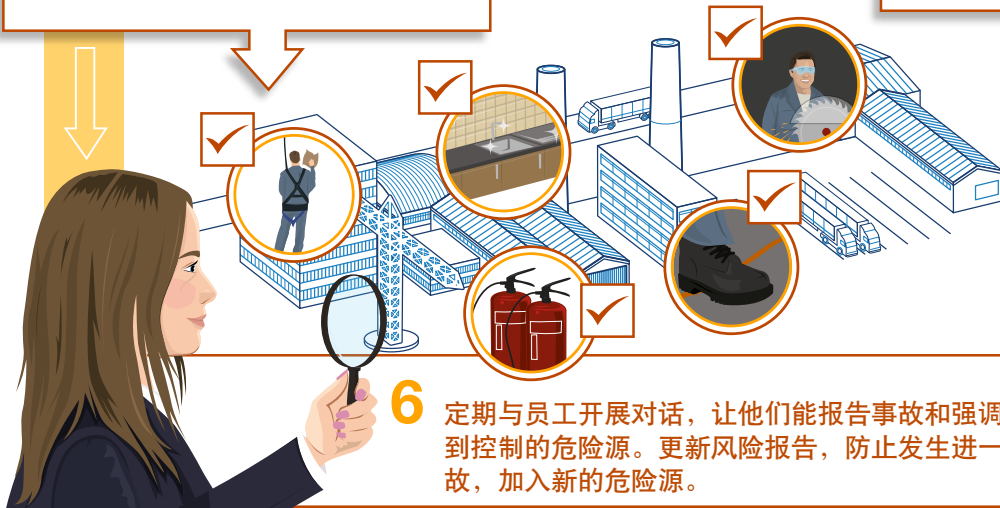 6
定期与员工开展对话，让他们能报告事故和强调
到控制的危险源。更新风险报告，防止发生进一
故，加入新的危险源。